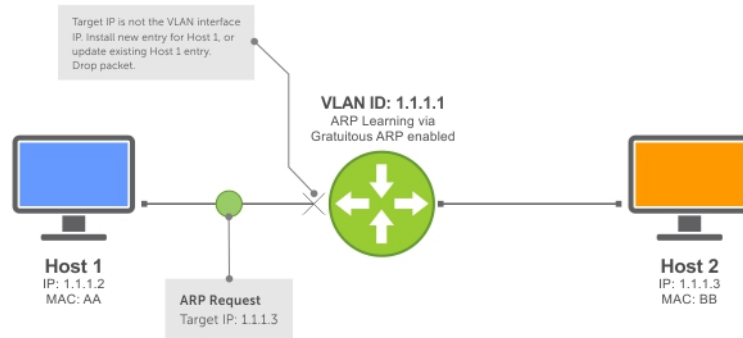 Target IP is not the VLAN interface
IP. Install new entry for Host 1, or
update existing Host 1 entry.
Drop packet.
VLAN ID: 1.1.1.1
ARP Learning via
Gratuitous ARP enabled
Host 1
IP: 1.1.1.2
MAC: AA
ARP Request
Target IP: 1.1.1.3
Host 2
IP: 1.1.1.3
MAC: BB